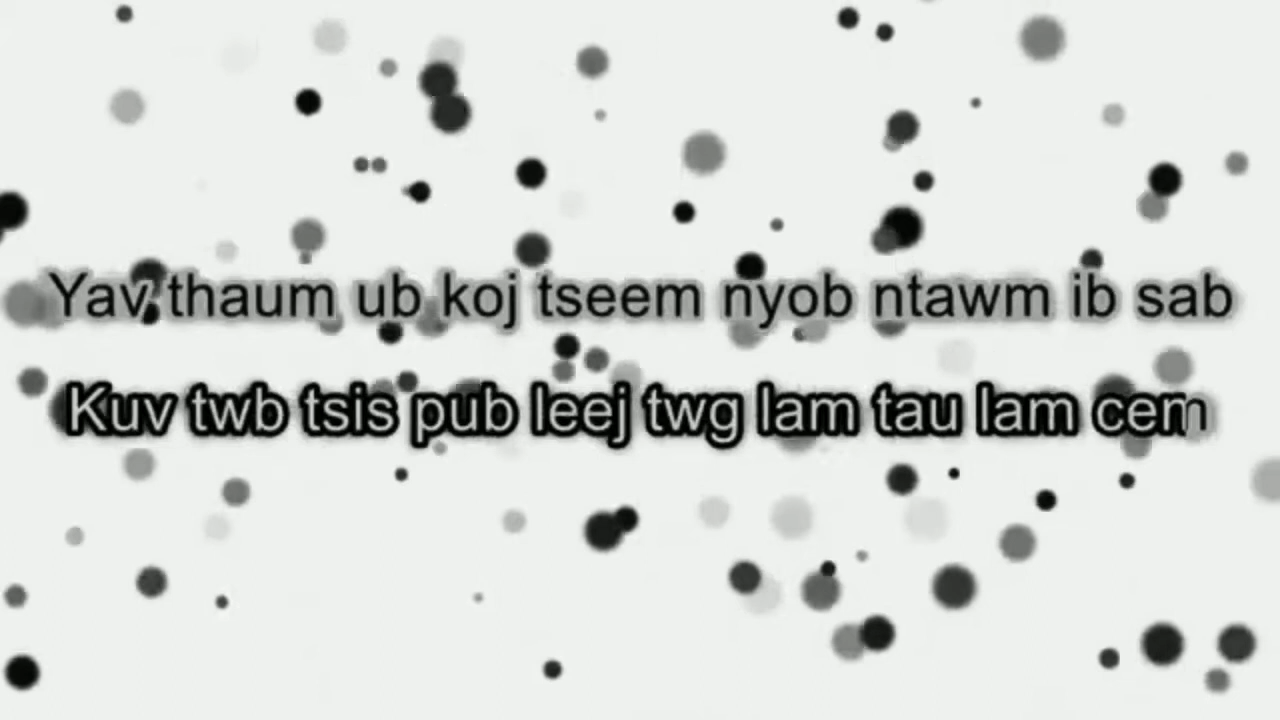 Yav thaum ub koj tseem nyob ntawm ib sab
Kuv twb tsis pub leej twg lam tau lam cem